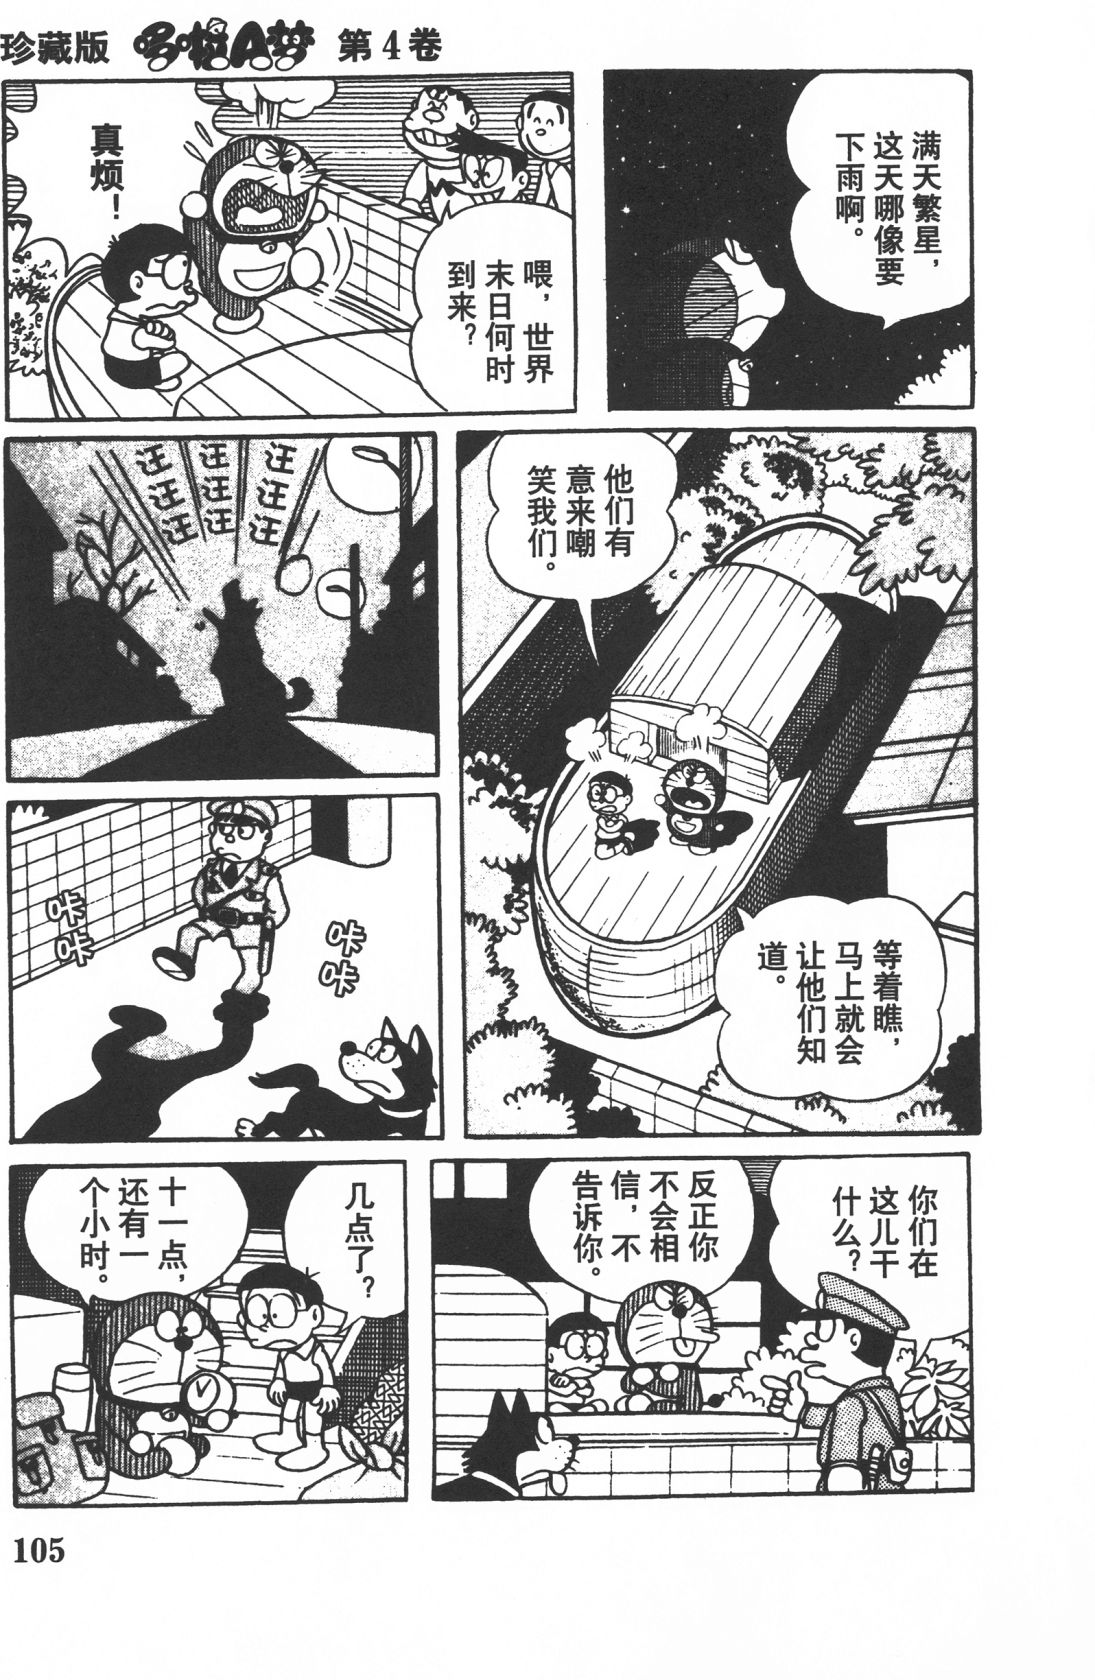 珍藏版 哆啦A梦 第4卷
满天繁星，
这天哪像要
下雨啊。
喂，世界
末日何时
到来？
真烦！
他们有
意来嘲
笑我们。
等着瞧，
马上就会
让他们知
道。
汪汪汪
汪汪汪
汪汪汪
咔咔
咔咔
你们在
这儿干
什么？
反正你
不会相
信，不
告诉你。
几点了？
十一点，
还有一
个小时。
105